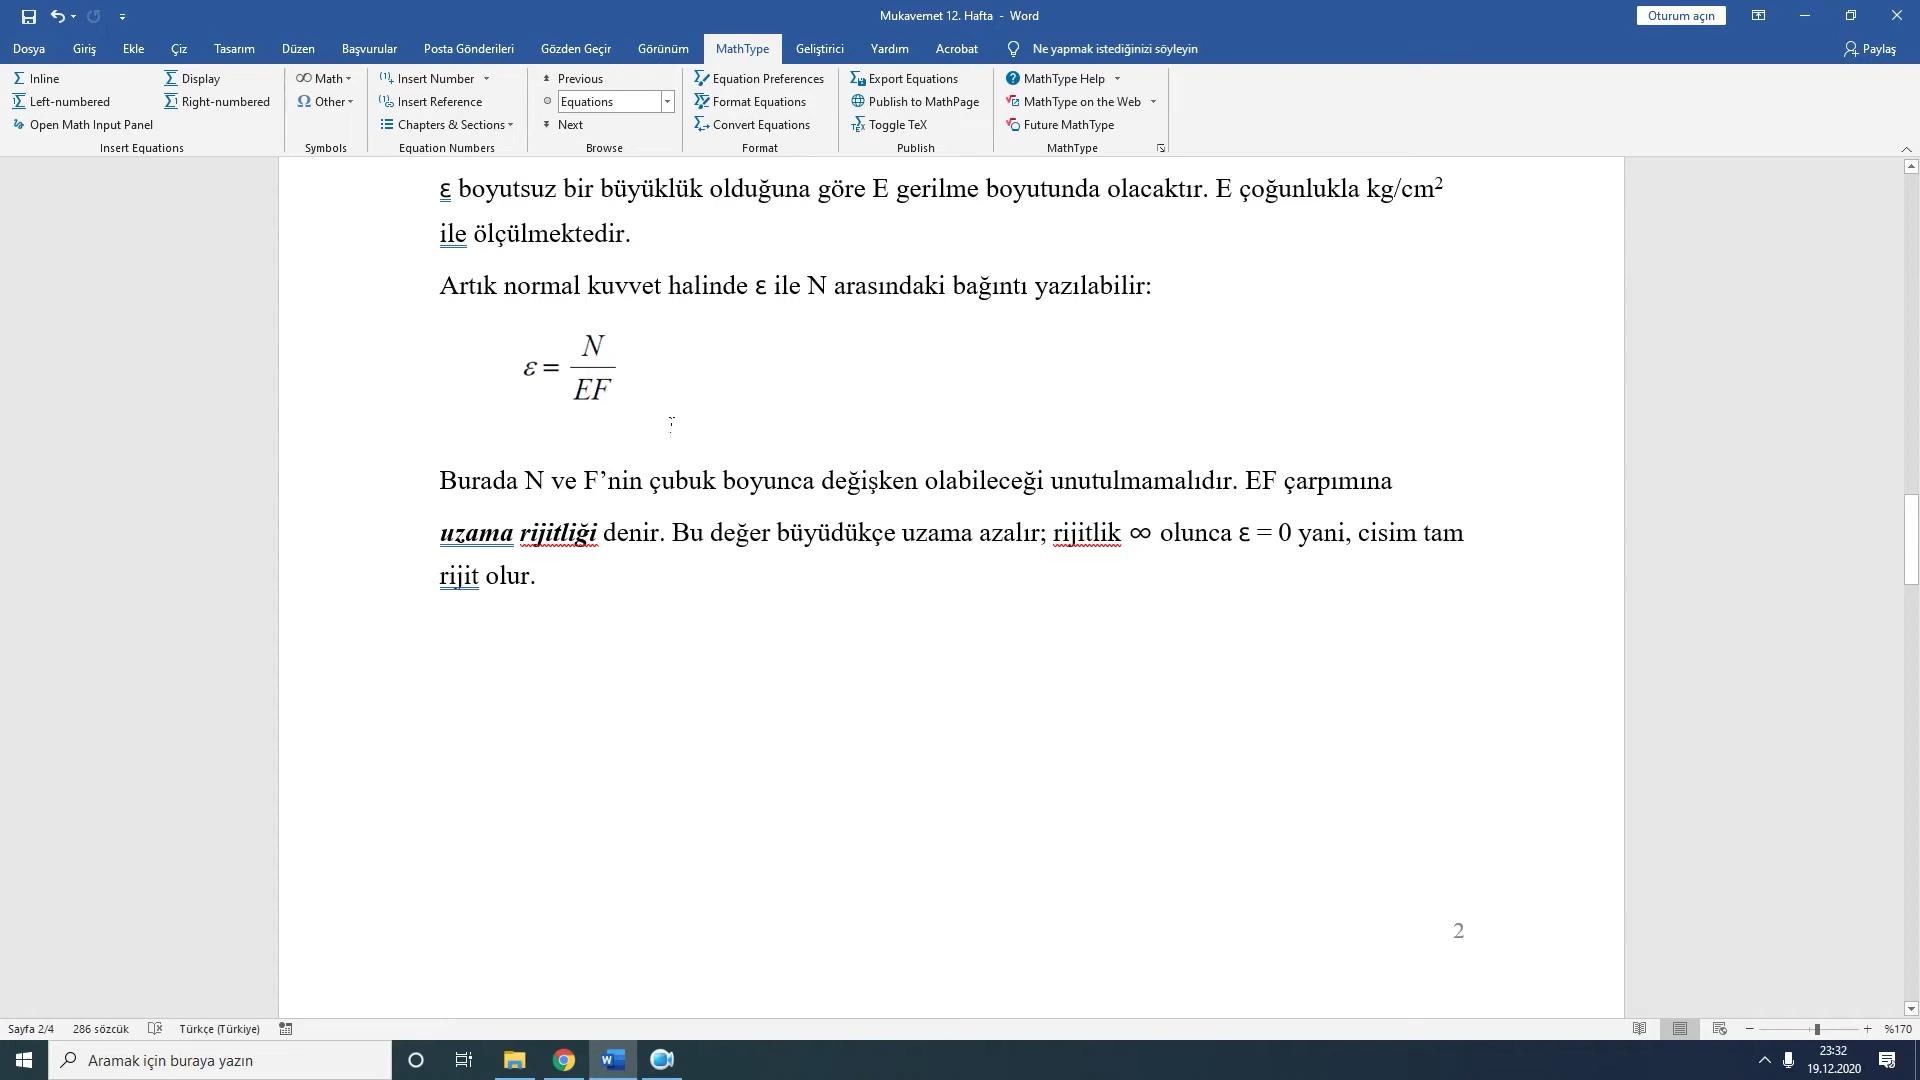 Mukavemet 12. Hafta - Word
Oturum açın
Dosya Giriş Ekle Çiz Tasarım Düzen Başvurular Posta Gönderileri Gözden Geçir Görünüm MathType Geliştirici Yardım Acrobat Ne yapmak istediğinizi söyleyin Paylaş
Inline Display Math Insert Number Previous Equation Preferences Export Equations MathType Help
Left-numbered Right-numbered Other Insert Reference Equations Format Equations Publish to MathPage MathType on the Web
Open Math Input Panel Chapters & Sections Next Convert Equations Toggle TeX Future MathType
Insert Equations Symbols Equation Numbers Browse Format Publish MathType
ε boyutsuz bir büyüklük olduğuna göre E gerilme boyutunda olacaktır. E çoğunlukla kg/cm²
ile ölçülmektedir.
Artık normal kuvvet halinde ε ile N arasındaki bağıntı yazılabilir:
ε = N / EF
Burada N ve F’nin çubuk boyunca değişken olabileceği unutulmamalıdır. EF çarpımına
uzama rijitliği denir. Bu değer büyüdükçe uzama azalır; rijitlik ∞ olunca ε = 0 yani, cisim tam
rijit olur.
2
Sayfa 2/4 286 sözcük Türkçe (Türkiye) %170
Aramak için buraya yazın
23:32
19.12.2020